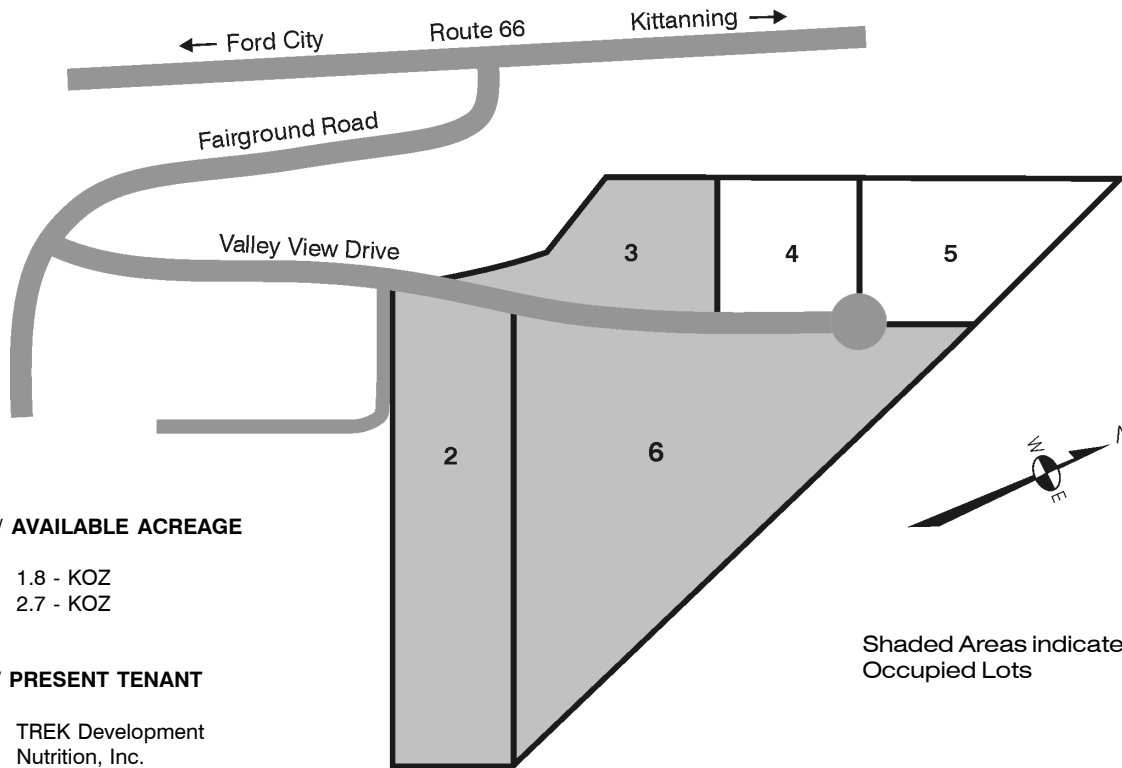 Kittanning
Route 66
Ford City
Fairground Road
Valley View Drive
3
4
5
2
6
W
N
E
/ AVAILABLE ACREAGE
1.8 - KOZ
2.7 - KOZ
Shaded Areas indicate
Occupied Lots
/ PRESENT TENANT
TREK Development
Nutrition, Inc.